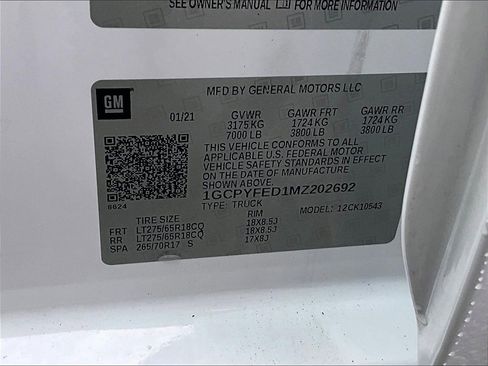 SEE OWNER'S MANUAL FOR MORE INFORMATION
GM
MFD BY GENERAL MOTORS LLC
01/21
GVWR GAWR FRT GAWR RR
3175 KG 1724 KG 1724 KG
7000 LB 3800 LB 3800 LB
THIS VEHICLE CONFORMS TO ALL
APPLICABLE U.S. FEDERAL MOTOR
VEHICLE SAFETY STANDARDS IN EFFECT
ON THE DATE OF MANUFACTURE
SHOWN ABOVE.
1GCPYFED1MZ202692
8624
TYPE: TRUCK MODEL: 12CK10543
TIRE SIZE RIM
FRT LT275/65R18CQ 18X8.5J
RR LT275/65R18CQ 18X8.5J
SPA 265/70R17 S 17X8J